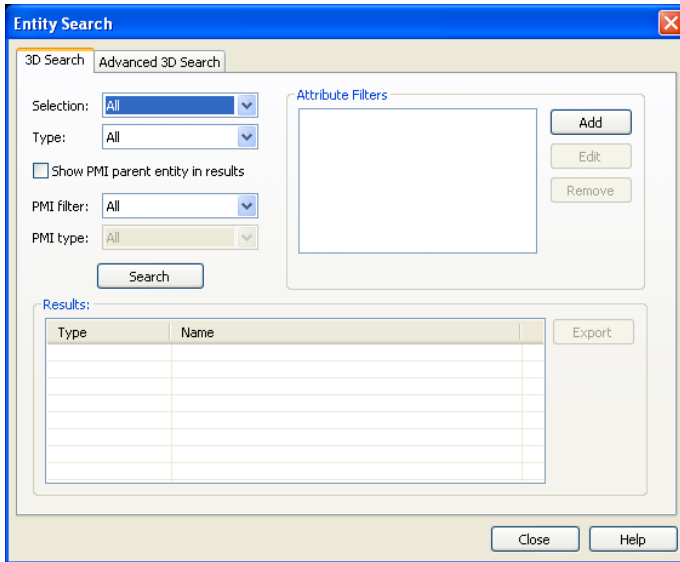 Entity Search
3D Search Advanced 3D Search
Selection: All
Type: All
Show PMI parent entity in results
PMI filter: All
PMI type: All
Search
Attribute Filters
Add
Edit
Remove
Results:
Type Name
Export
Close Help